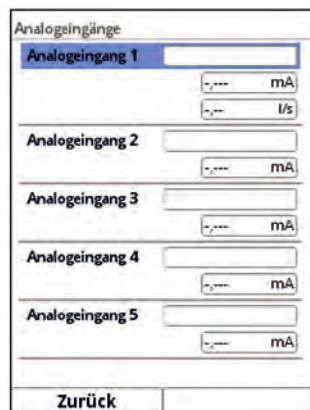 Analogeingänge
Analogeingang 1
-,--- mA
-,-- l/s
Analogeingang 2
-,--- mA
Analogeingang 3
-,--- mA
Analogeingang 4
-,--- mA
Analogeingang 5
-,--- mA
Zurück